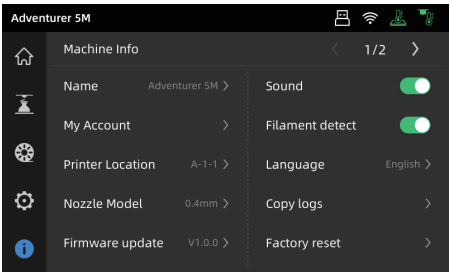 Adventurer 5M
Machine Info 1/2
Name Adventurer 5M
Sound
My Account
Filament detect
Printer Location A-1-1
Language English
Nozzle Model 0.4mm
Copy logs
Firmware update V1.0.0
Factory reset